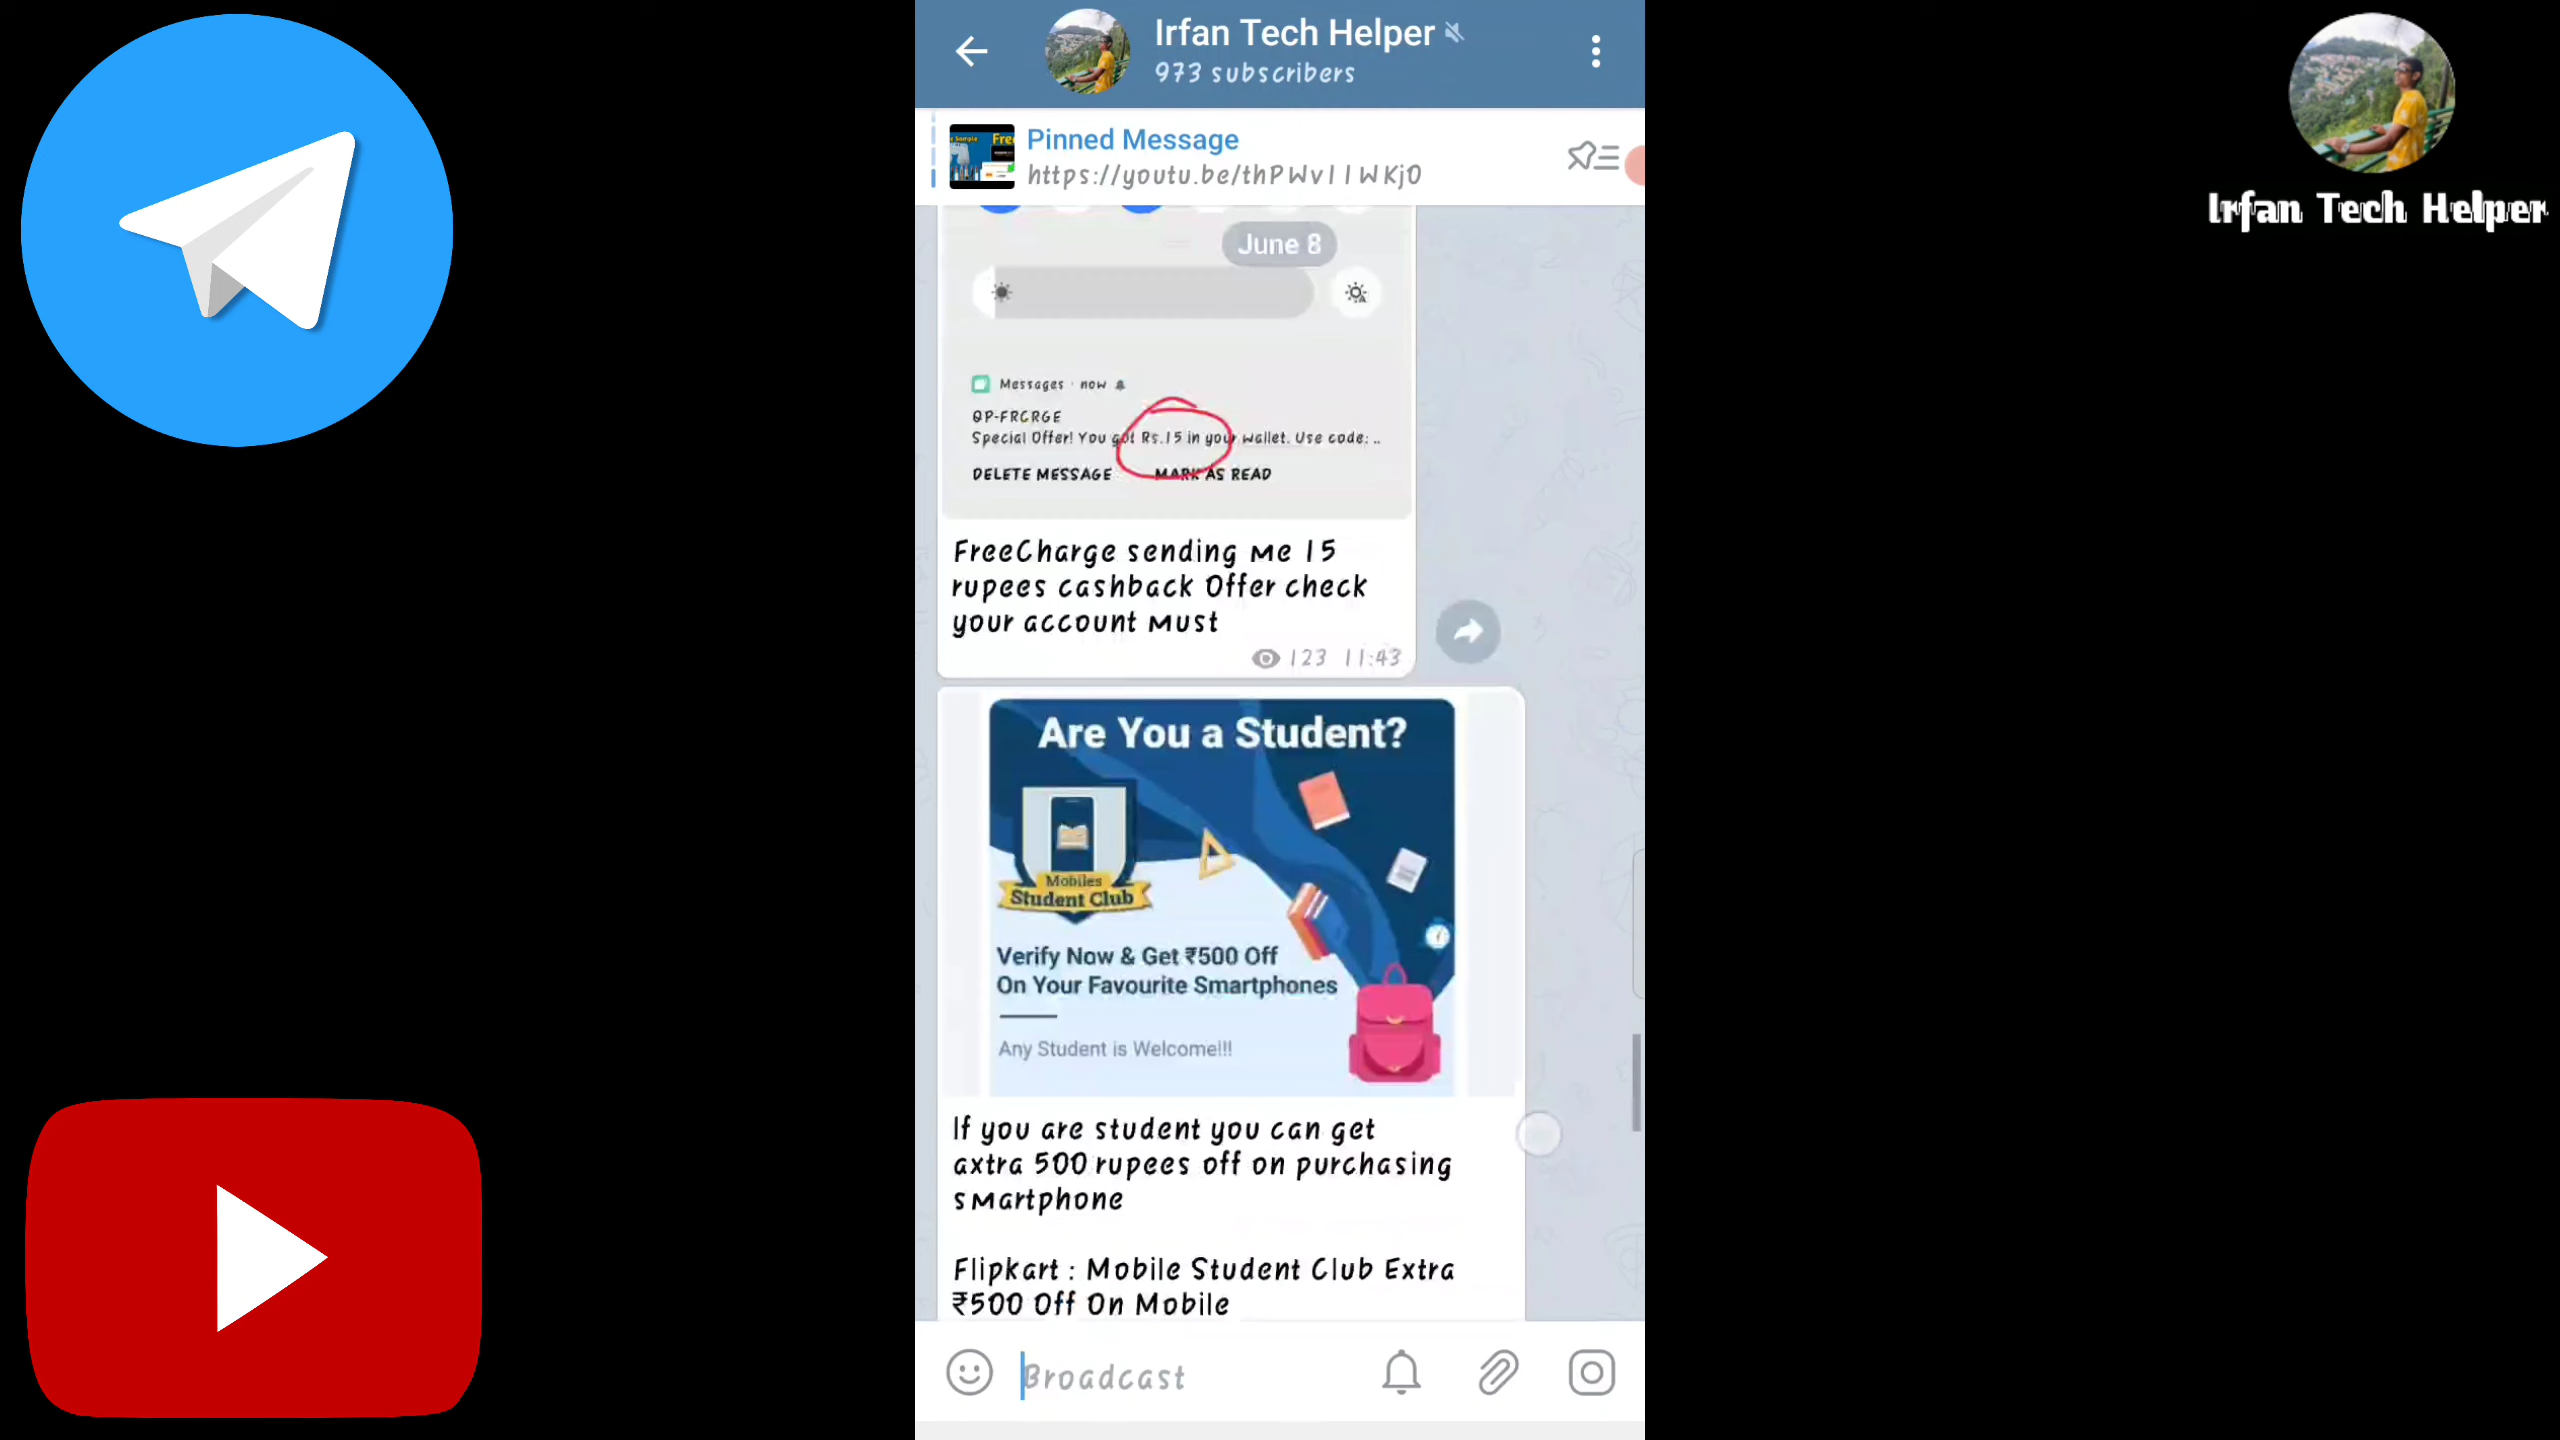 Irfan Tech Helper
973 subscribers
Pinned Message
https://youtu.be/thPWv11WKj0
June 8
Messages · now
QP-FRCRGE
Special Offer! You got Rs.15 in your wallet. Use code: ..
DELETE MESSAGE MARK AS READ
FreeCharge sending me 15
rupees cashback Offer check
your account must
123 11:43
Are You a Student?
Mobiles
Student Club
Verify Now & Get ₹500 Off
On Your Favourite Smartphones
Any Student is Welcome!!!
If you are student you can get
axtra 500 rupees off on purchasing
smartphone
Flipkart : Mobile Student Club Extra
₹500 Off On Mobile
Broadcast
Irfan Tech Helper